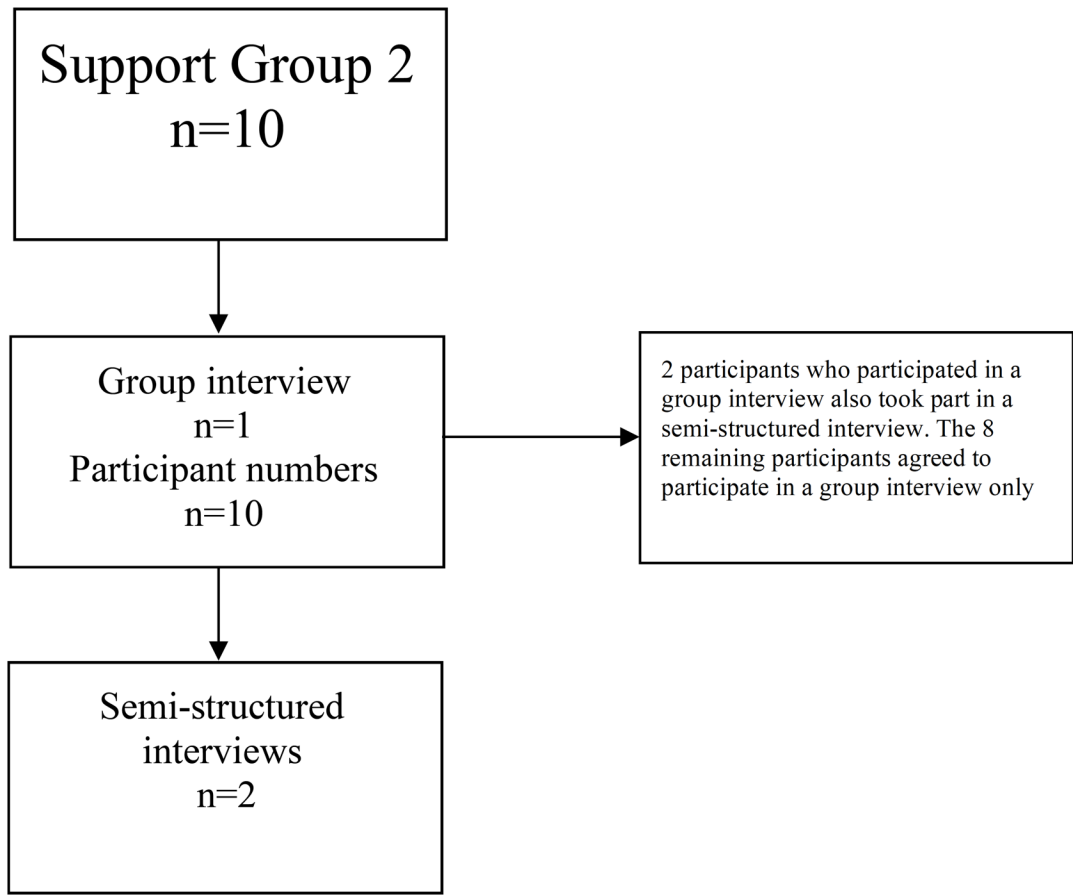 Support Group 2
n=10
Group interview
n=1
Participant numbers
n=10
2 participants who participated in a
group interview also took part in a
semi-structured interview. The 8
remaining participants agreed to
participate in a group interview only
Semi-structured
interviews
n=2